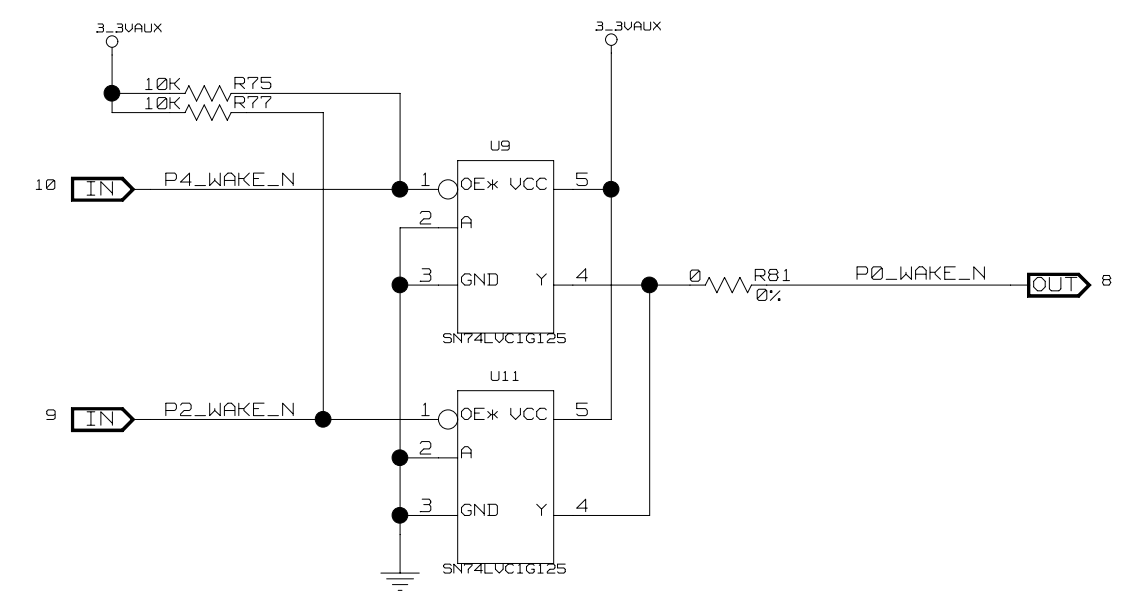 3_3VAUX
3_3VAUX
10K R75
10K R77
U9
10 IN P4_WAKE_N 1 OE* VCC 5
2 A
3 GND Y 4 0 R81 P0_WAKE_N OUT 8
0%
SN74LVC1G125
U11
9 IN P2_WAKE_N 1 OE* VCC 5
2 A
3 GND Y 4
SN74LVC1G125